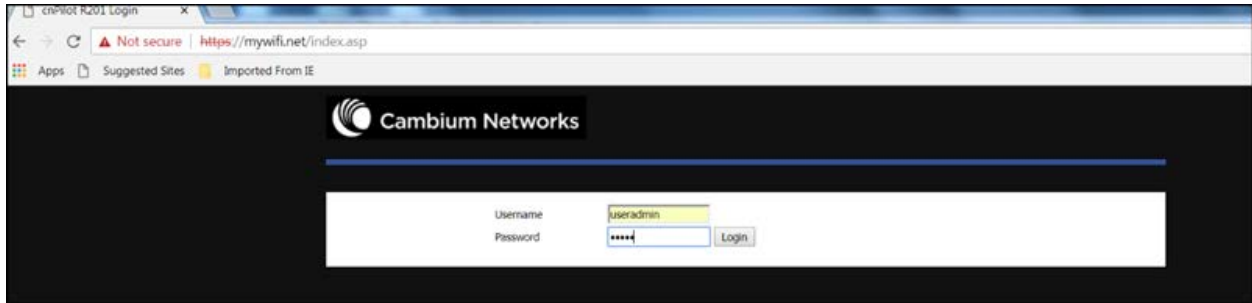 cnPilot R201 Login
Not secure | https://mywifi.net/index.asp
Apps Suggested Sites Imported From IE
Cambium Networks
Username useradmin
Password •••••
Login